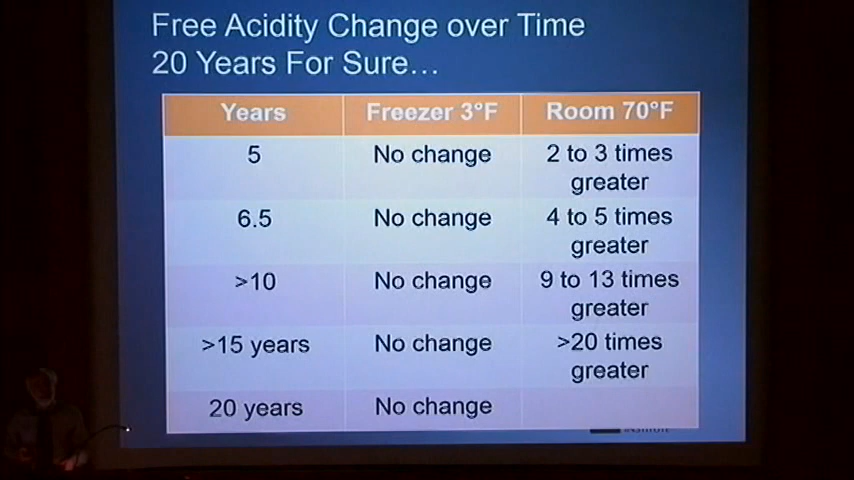 Free Acidity Change over Time
20 Years For Sure…
Years Freezer 3°F Room 70°F
5 No change 2 to 3 times
greater
6.5 No change 4 to 5 times
greater
>10 No change 9 to 13 times
greater
>15 years No change >20 times
greater
20 years No change